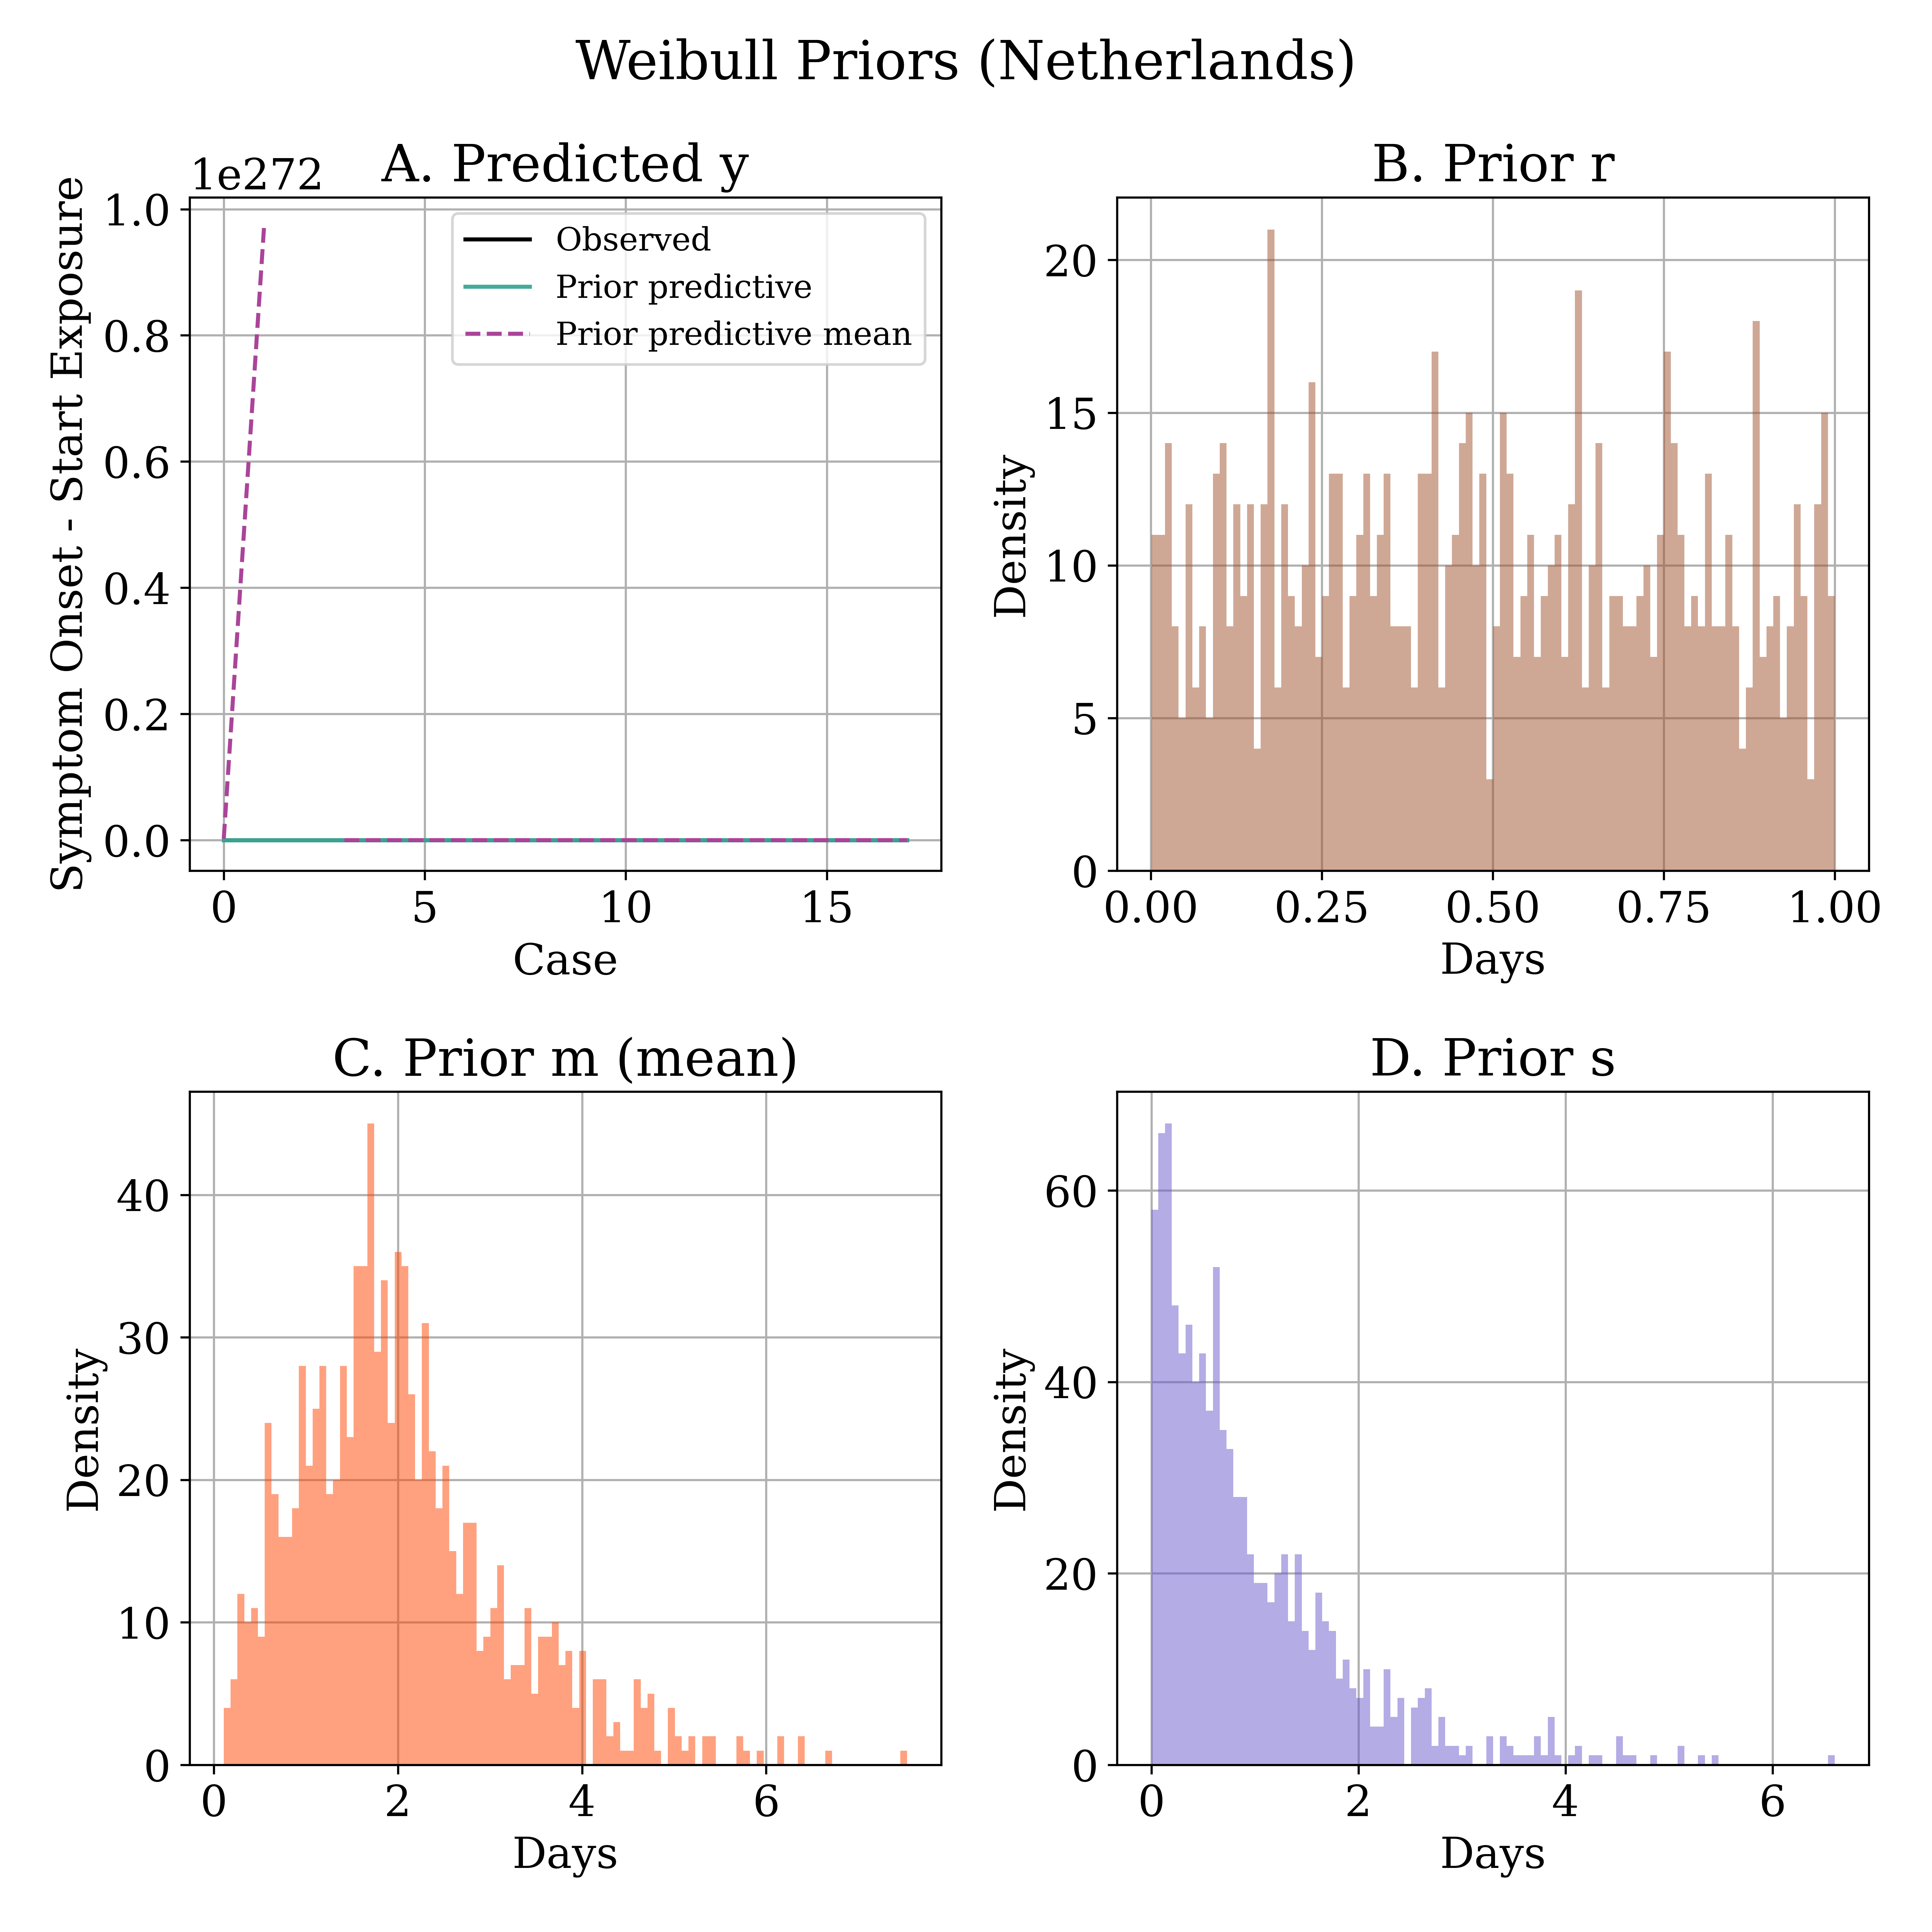 Weibull Priors (Netherlands)
A. Predicted y
1e272
Symptom Onset - Start Exposure
1.0
0.8
0.6
0.4
0.2
0.0
Observed
Prior predictive
Prior predictive mean
0 5 10 15
Case
B. Prior r
Density
20
15
10
5
0
0.00 0.25 0.50 0.75 1.00
Days
C. Prior m (mean)
Density
40
30
20
10
0
0 2 4 6
Days
D. Prior s
Density
60
40
20
0
0 2 4 6
Days